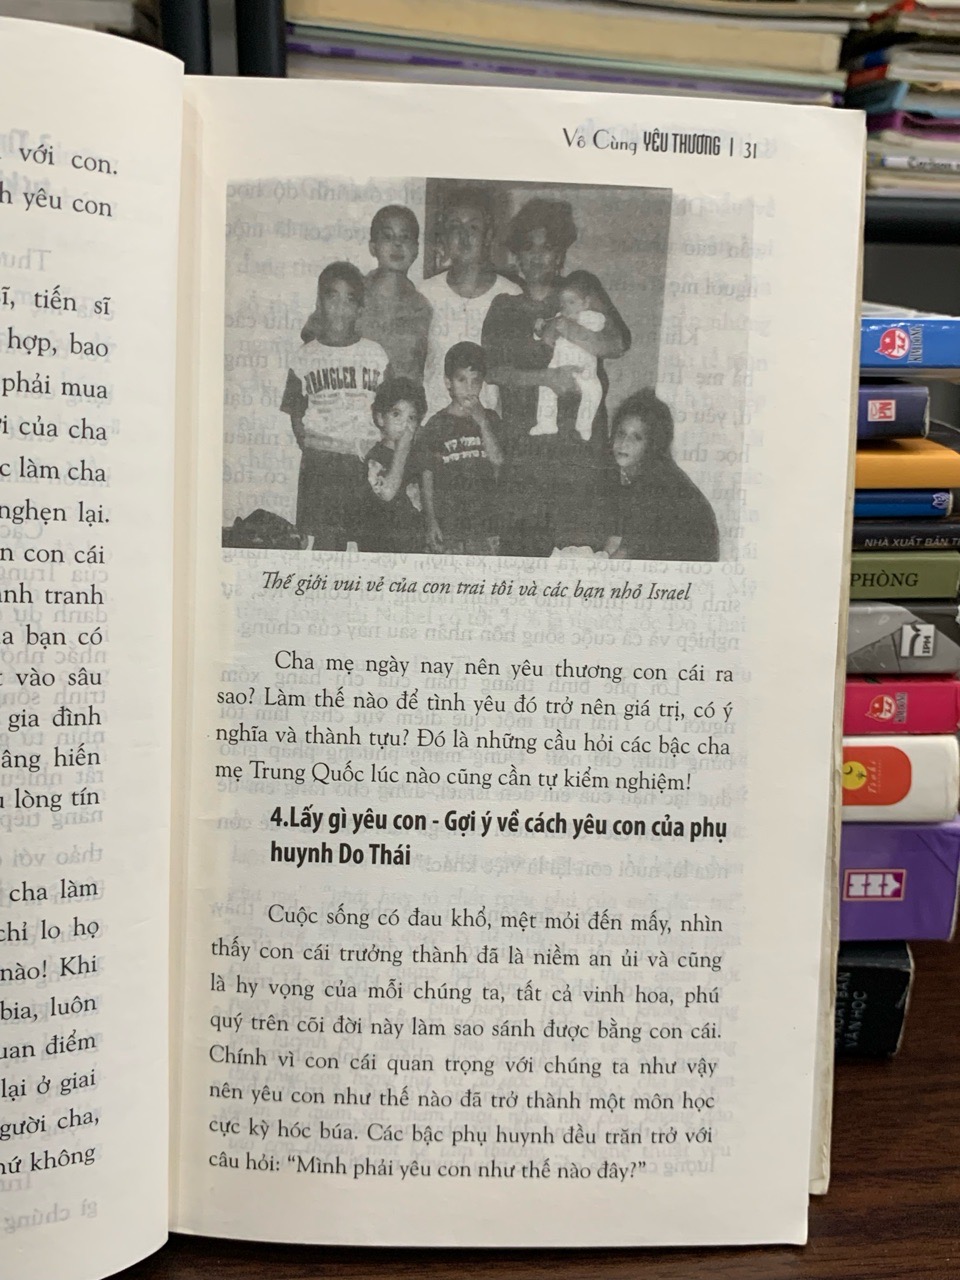 với con.
yêu con
tiến sĩ
hợp, bao
phải mua
của cha
làm cha
nghẹn lại.
con cái
tranh
bạn có
vào sâu
gia đình
hiến
lòng tín
cha làm
lo họ
nào! Khi
bia, luôn
điểm
lại ở giai
cha,
không
gì chúng
Vô Cùng YÊU THƯƠNG | 31
WRANGLER
Thế giới vui vẻ của con trai tôi và các bạn nhỏ Israel
Cha mẹ ngày nay nên yêu thương con cái ra
sao? Làm thế nào để tình yêu đó trở nên giá trị, có ý
nghĩa và thành tựu? Đó là những cầu hỏi các bậc cha
mẹ Trung Quốc lúc nào cũng cần tự kiểm nghiệm!
4.Lấy gì yêu con - Gợi ý về cách yêu con của phụ
huynh Do Thái
Cuộc sống có đau khổ, mệt mỏi đến mấy, nhìn
thấy con cái trưởng thành đã là niềm an ủi và cũng
là hy vọng của mỗi chúng ta, tất cả vinh hoa, phú
quý trên cõi đời này làm sao sánh được bằng con cái.
Chính vì con cái quan trọng với chúng ta như vậy
nên yêu con như thế nào đã trở thành một môn học
cực kỳ hóc búa. Các bậc phụ huynh đều trăn trở với
câu hỏi: “Mình phải yêu con như thế nào đây?”
PN
NHÀ XUẤT BẢN
PHÒNG
IPM
Tsuki
VĂN HỌC